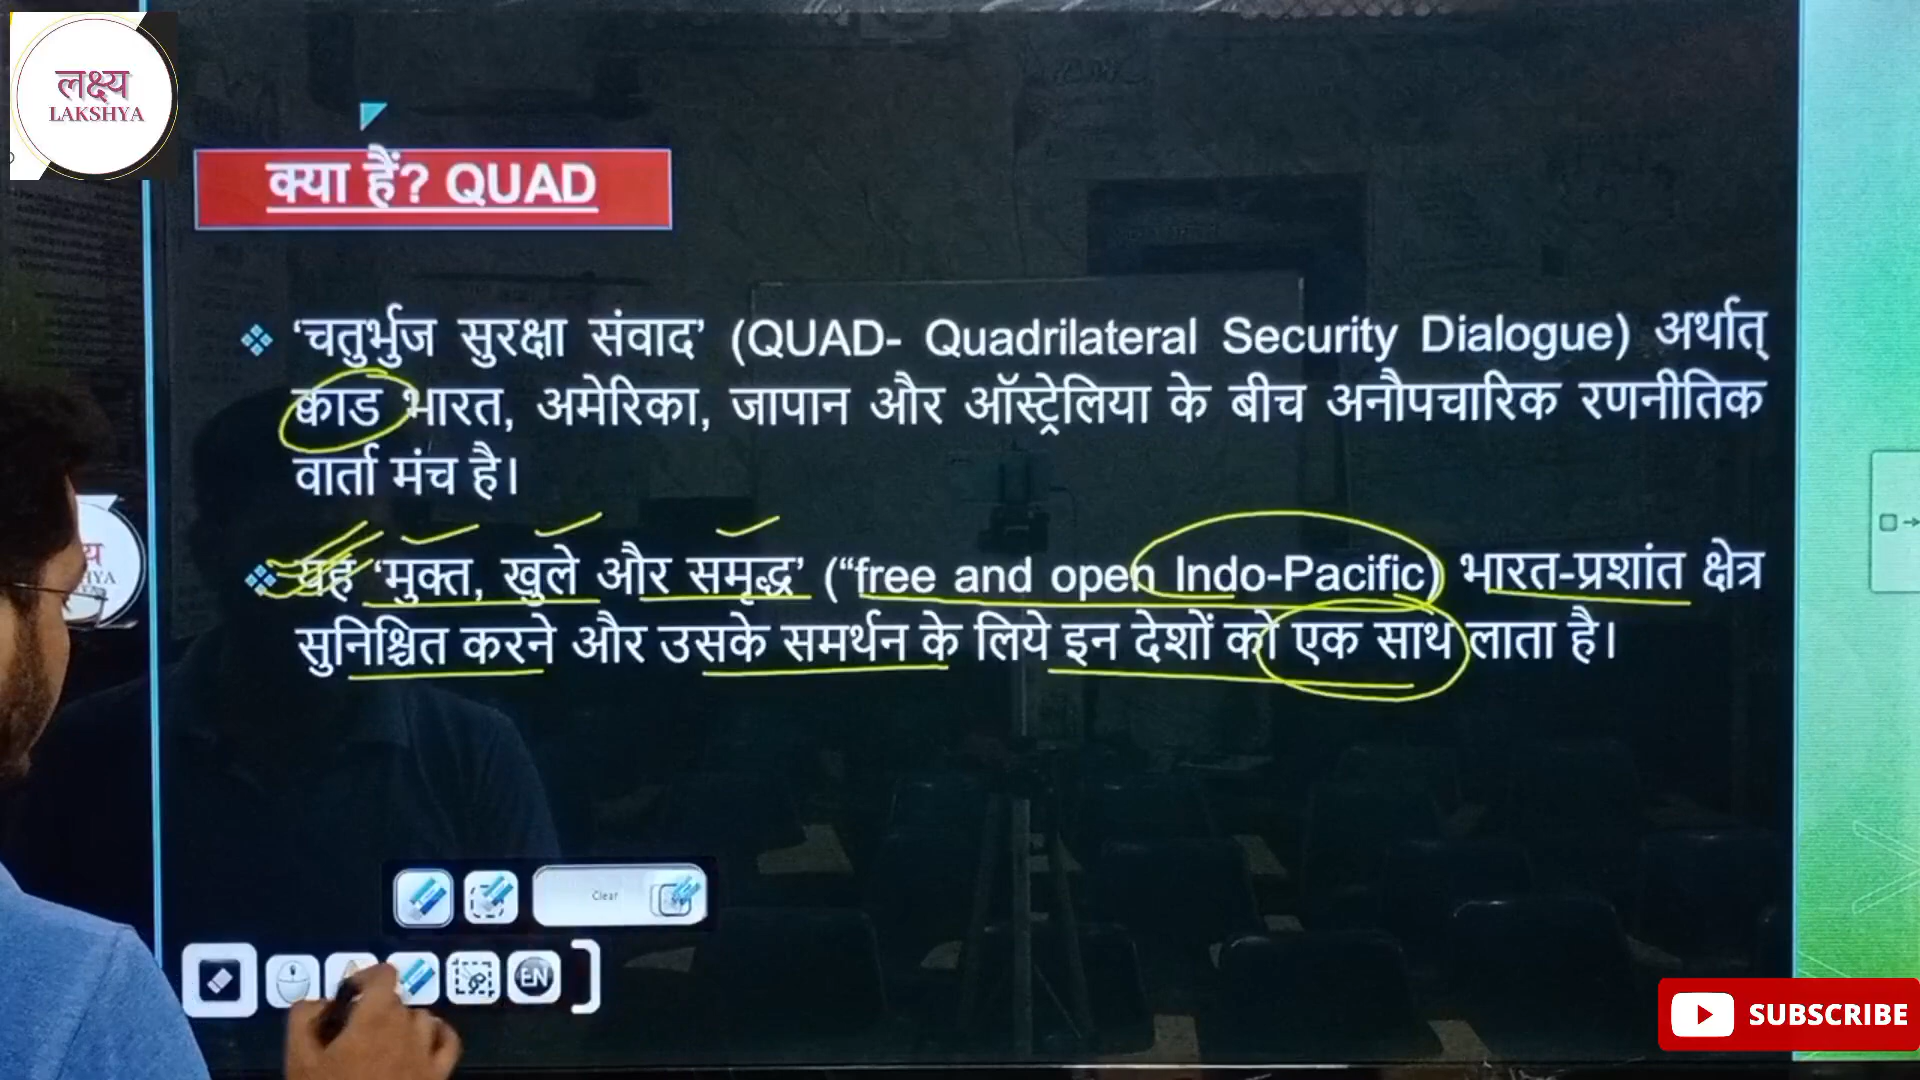 लक्ष्य
LAKSHYA
क्या हैं? QUAD
‘चतुर्भुज सुरक्षा संवाद’ (QUAD- Quadrilateral Security Dialogue) अर्थात्
क्वाड भारत, अमेरिका, जापान और ऑस्ट्रेलिया के बीच अनौपचारिक रणनीतिक
वार्ता मंच है।
यह ‘मुक्त, खुले और समृद्ध’ (“free and open Indo-Pacific) भारत-प्रशांत क्षेत्र
सुनिश्चित करने और उसके समर्थन के लिये इन देशों को एक साथ लाता है।
Clear
EN
SUBSCRIBE